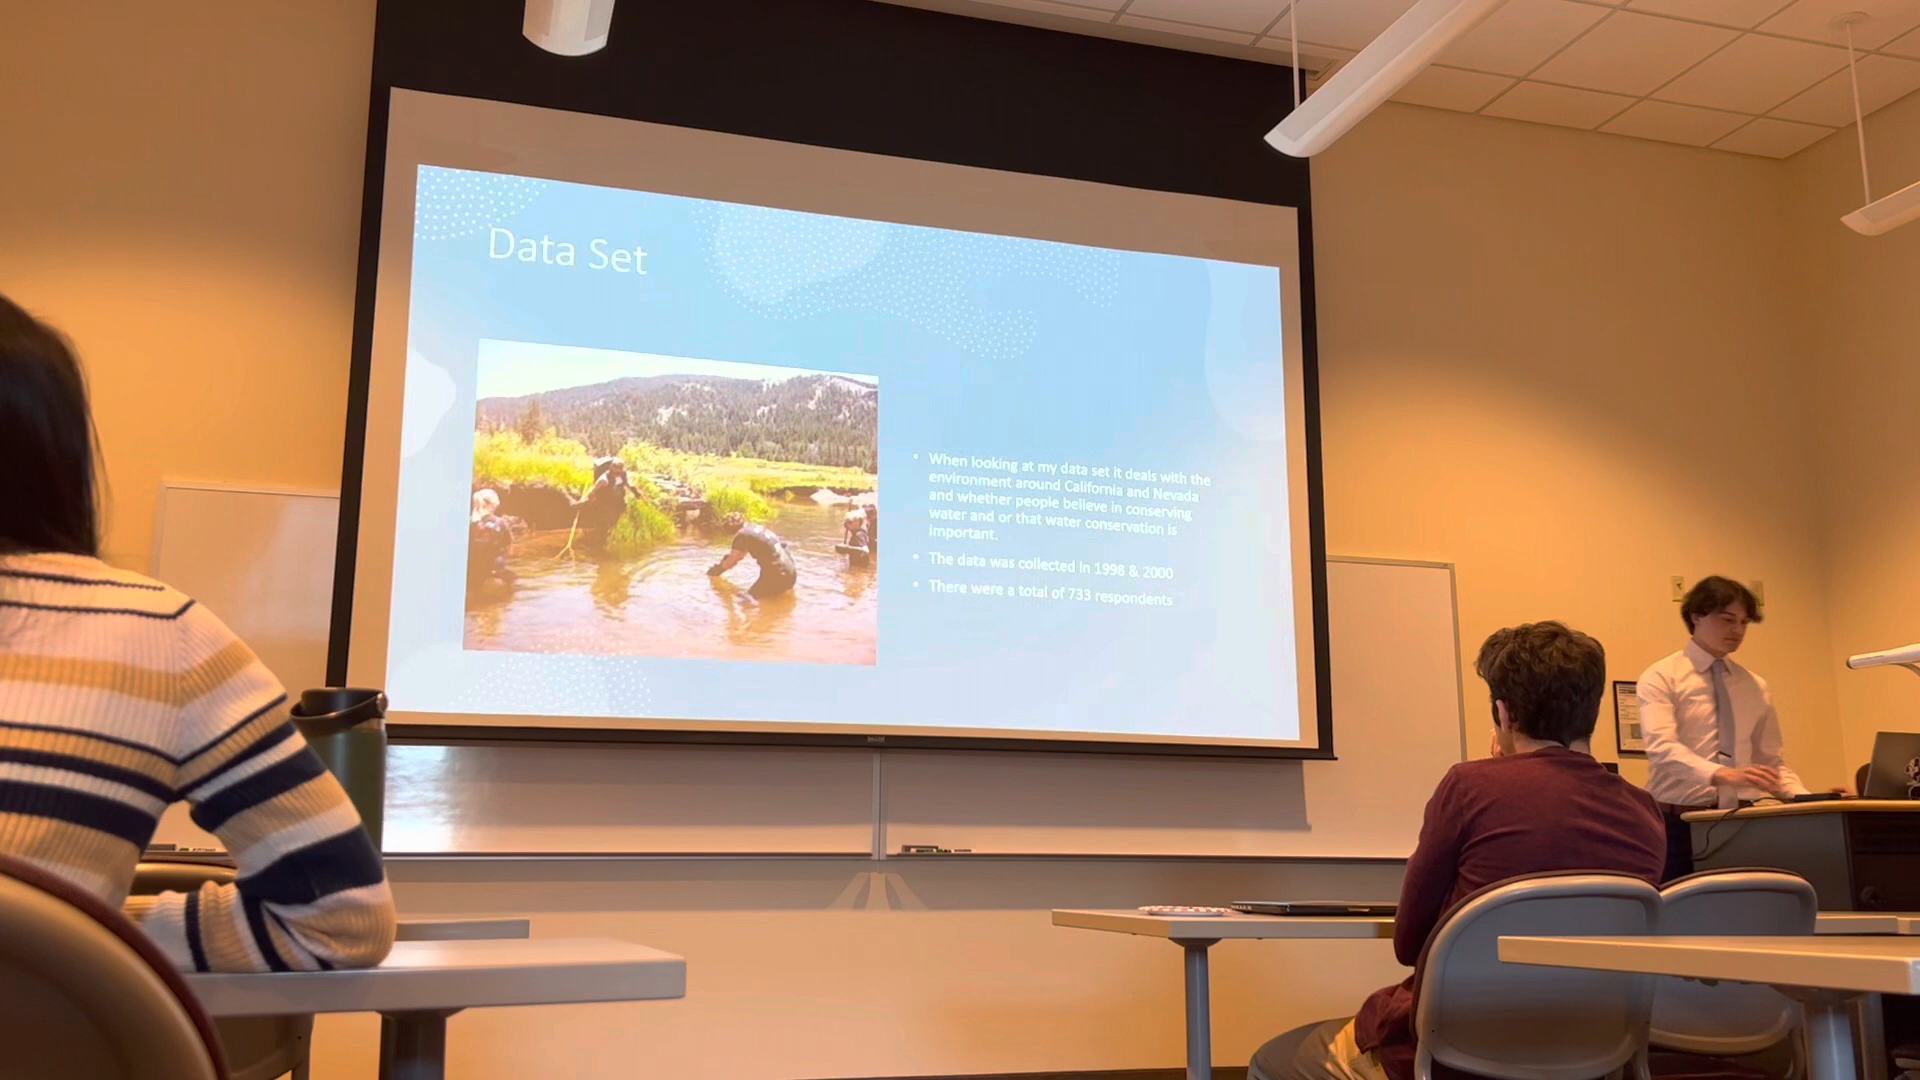 Data Set
• When looking at my data set it deals with the
environment around California and Nevada
and whether people believe in conserving
water and or that water conservation is
important.
• The data was collected in 1998 & 2000
• There were a total of 733 respondents